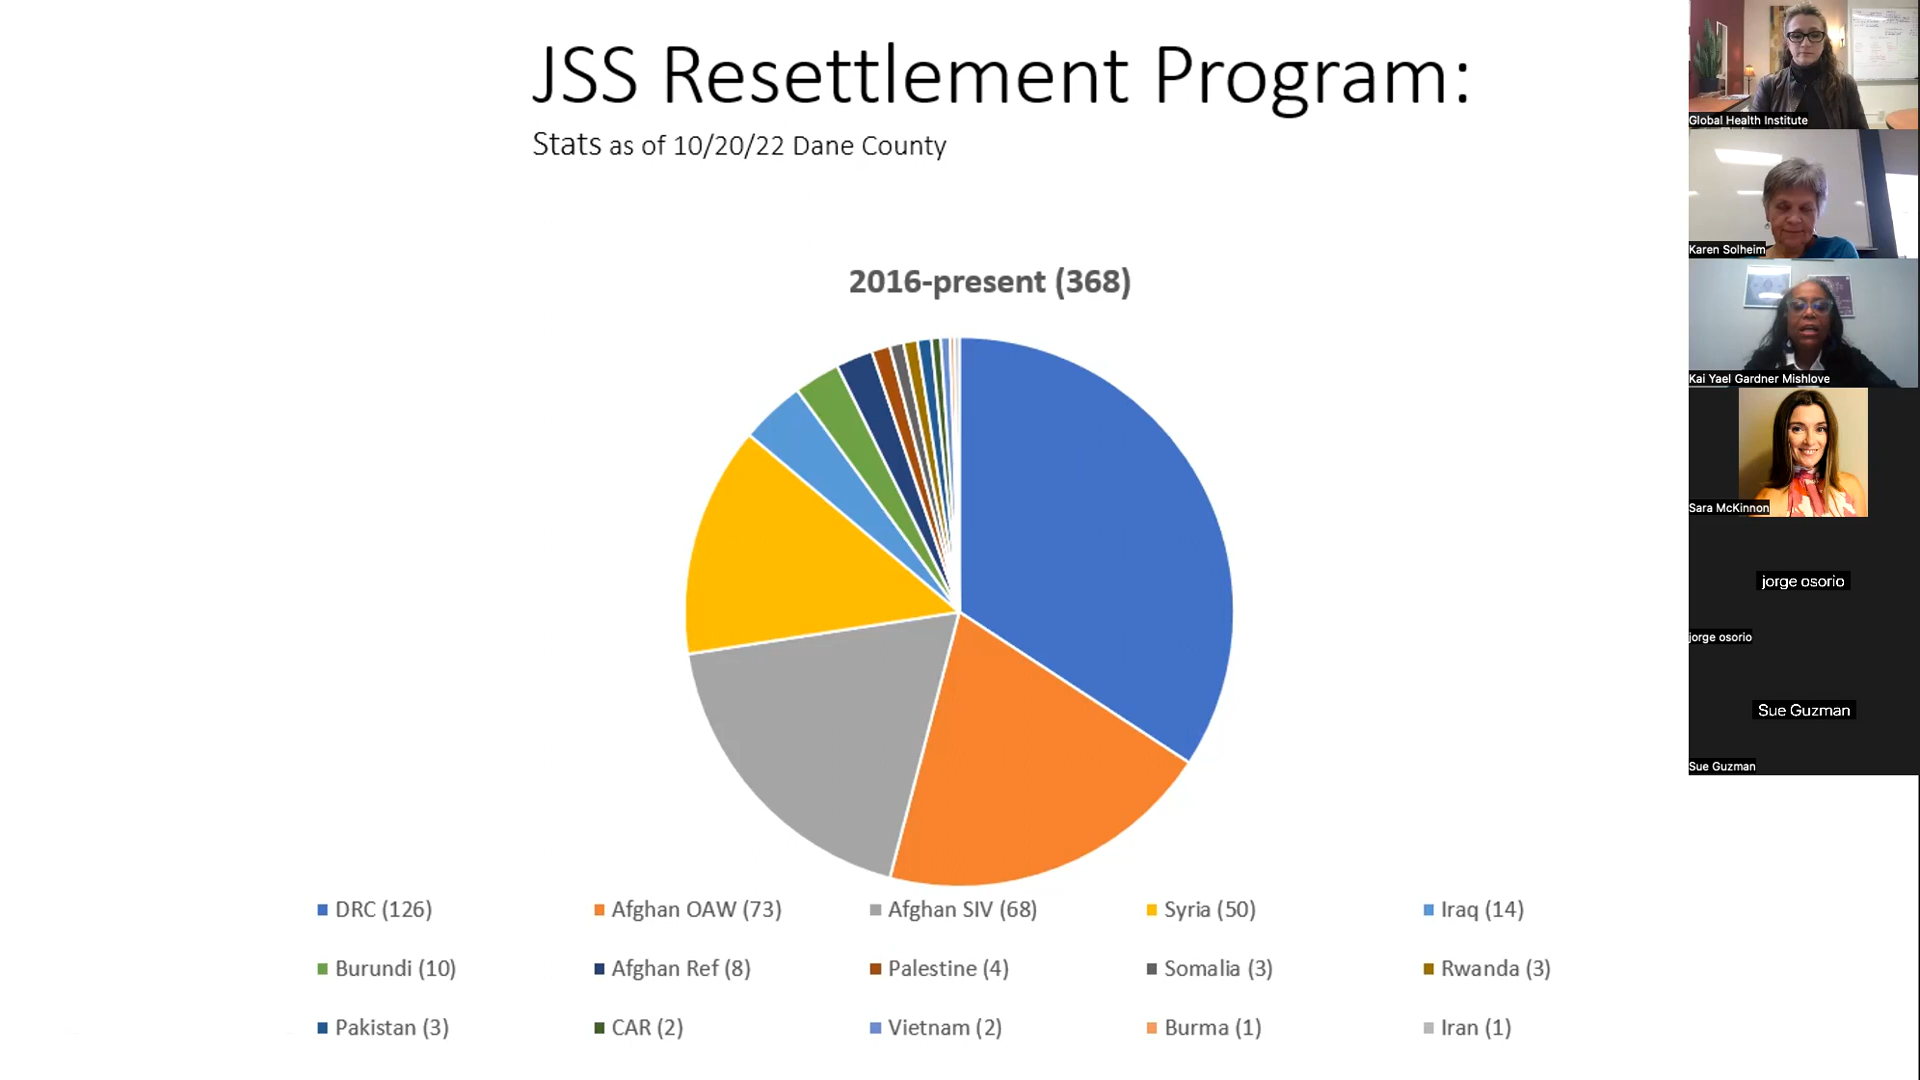 JSS Resettlement Program:
Stats as of 10/20/22 Dane County
2016-present (368)
DRC (126)
Afghan OAW (73)
Afghan SIV (68)
Syria (50)
Iraq (14)
Burundi (10)
Afghan Ref (8)
Palestine (4)
Somalia (3)
Rwanda (3)
Pakistan (3)
CAR (2)
Vietnam (2)
Burma (1)
Iran (1)
Global Health Institute
Karen Solheim
Kai Yael Gardner Mishlove
Sara McKinnon
jorge osorio
jorge osorio
Sue Guzman
Sue Guzman